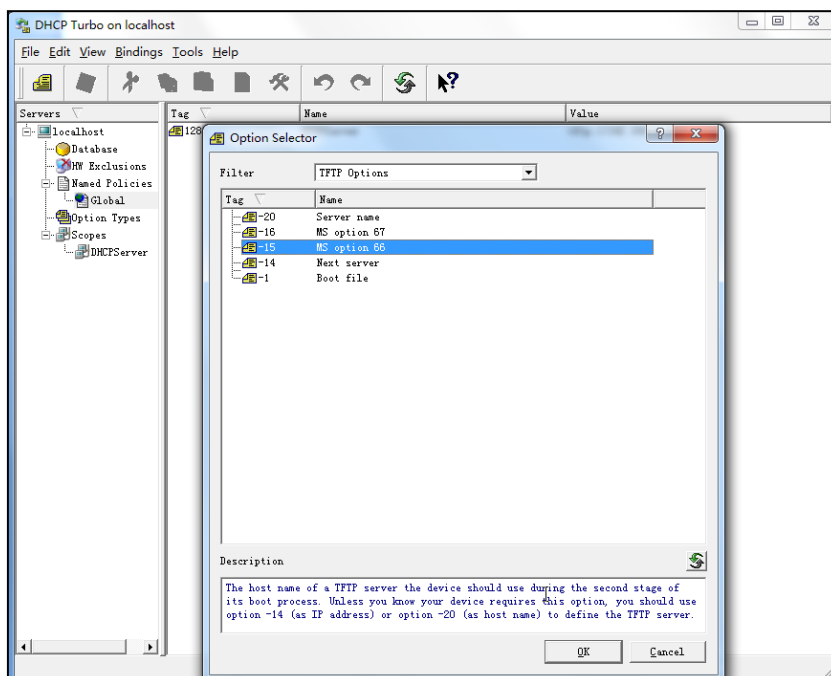 DHCP Turbo on localhost
File Edit View Bindings Tools Help
Servers
Tag Name Value
localhost
Database
HW Exclusions
Named Policies
Global
Option Types
Scopes
DHCPServer
128
Option Selector
Filter TFTP Options
Tag Name
-20 Server name
-16 MS option 67
-15 MS option 66
-14 Next server
-1 Boot file
Description
The host name of a TFTP server the device should use during the second stage of
its boot process. Unless you know your device requires this option, you should use
option -14 (as IP address) or option -20 (as host name) to define the TFTP server.
OK Cancel